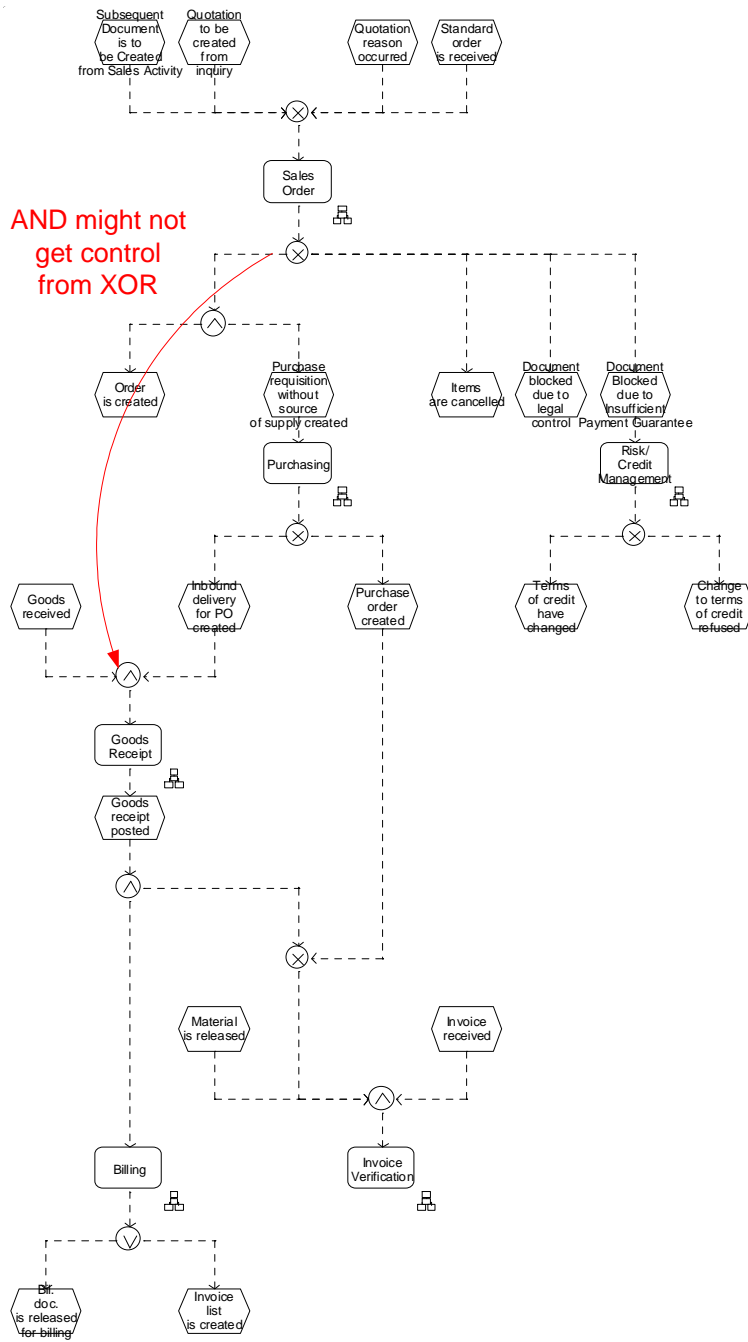 Subsequent
Document
is to
be Created
from Sales Activity
Quotation
to be
created
from
inquiry
Quotation
reason
occurred
Standard
order
is received
Sales
Order
AND might not
get control
from XOR
Order
is created
Purchase
requisition
without
source
of supply created
Items
are cancelled
Document
blocked
due to
legal
control
Document
Blocked
due to
Insufficient
Payment Guarantee
Purchasing
Risk/
Credit
Management
Goods
received
Inbound
delivery
for PO
created
Purchase
order
created
Terms
of credit
have
changed
Change
to terms
of credit
refused
Goods
Receipt
Goods
receipt
posted
Material
is released
Invoice
received
Billing
Invoice
Verification
Bil.
doc.
is released
for billing
Invoice
list
is created